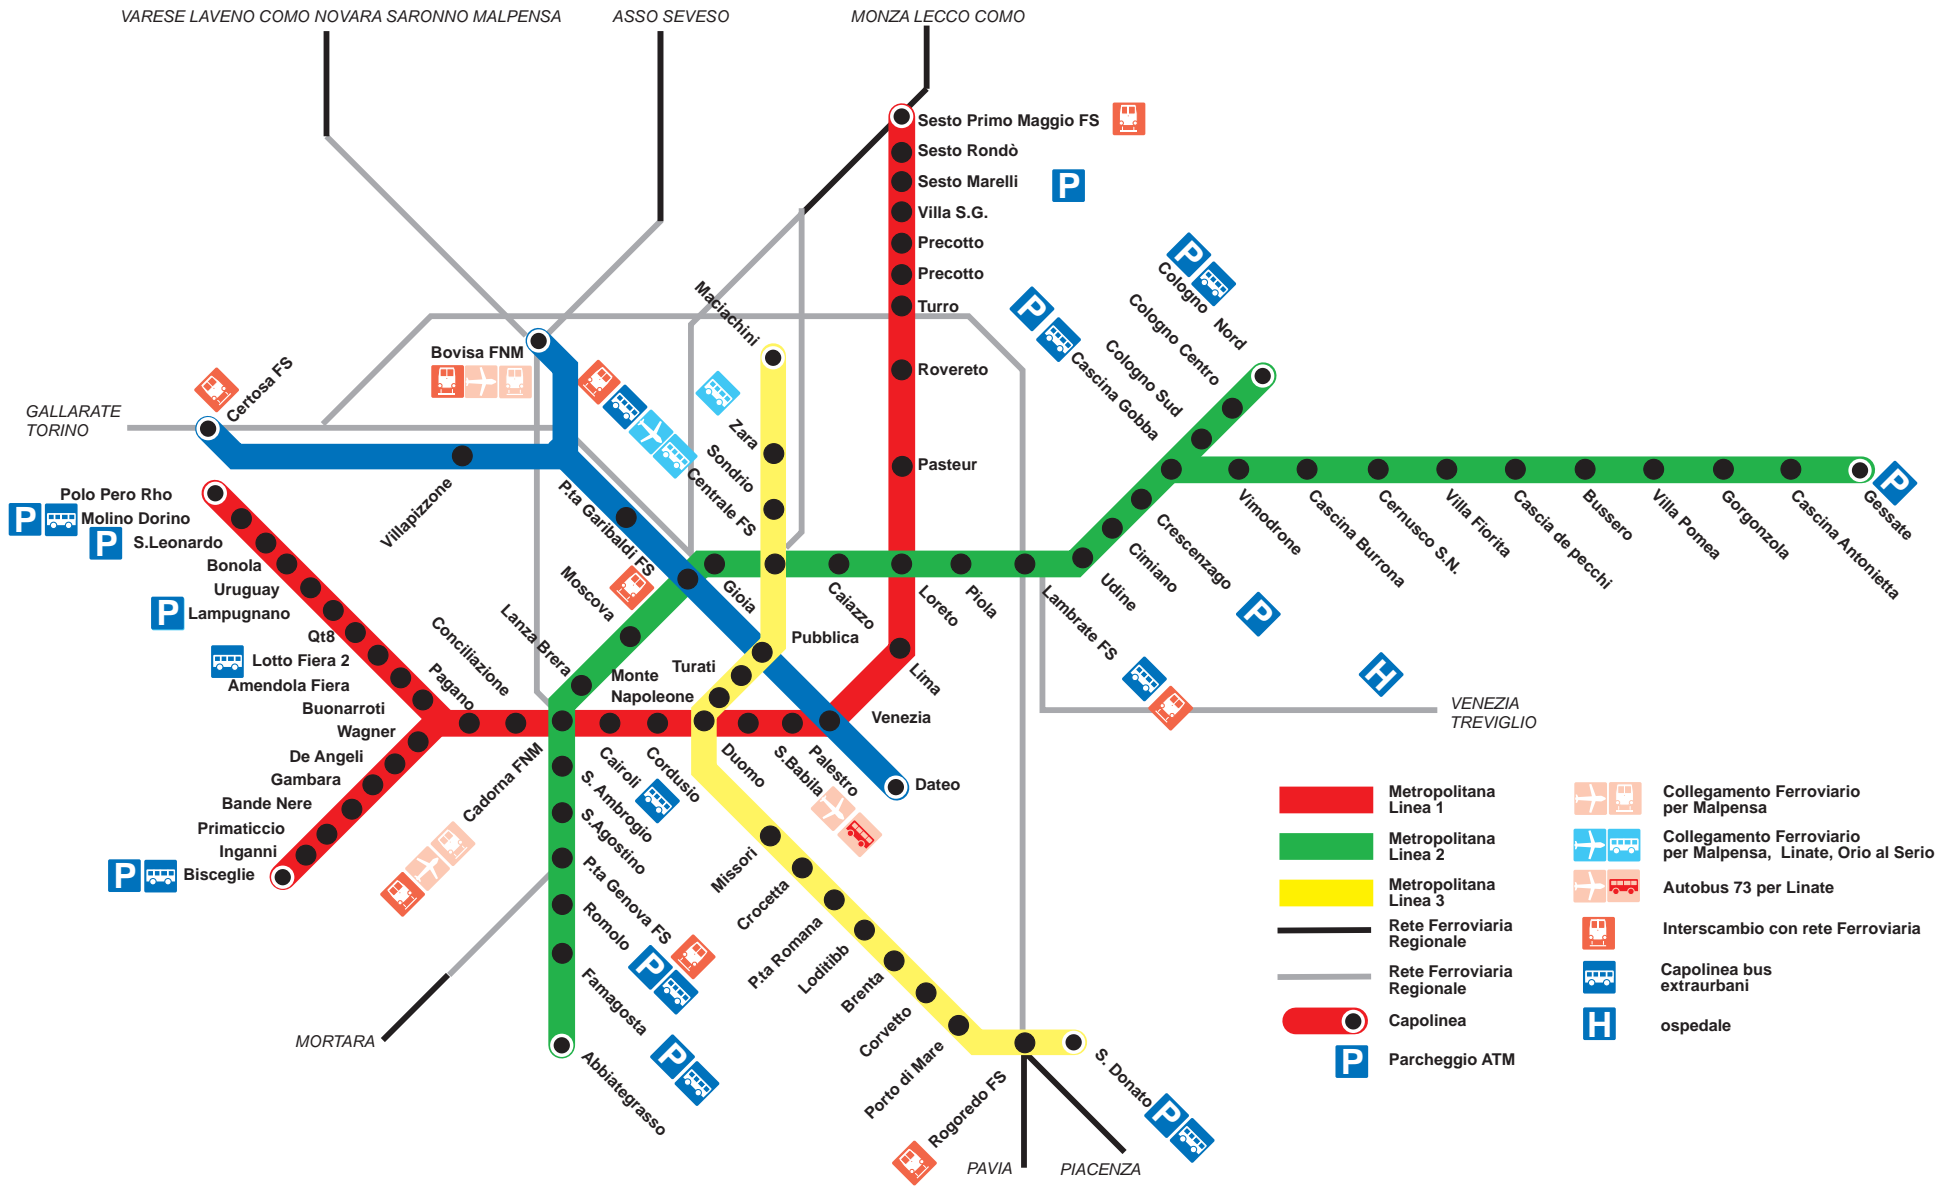 VARESE LAVENO COMO NOVARA SARONNO MALPENSA
ASSO SEVESO
MONZA LECCO COMO
Sesto Primo Maggio FS
Sesto Rondò
Sesto Marelli
P
Villa S.G.
Precotto
Precotto
Turro
Rovereto
Pasteur
Maciachini
Bovisa FNM
Certosa FS
GALLARATE
TORINO
Zara
Sondrio
Centrale FS
P
Cologno Nord
Cologno Centro
Cologno Sud
P
Cascina Gobba
Polo Pero Rho
P
Molino Dorino
P
S.Leonardo
Bonola
Uruguay
P
Lampugnano
Qt8
Lotto Fiera 2
Amendola Fiera
Buonarroti
Wagner
De Angeli
Gambara
Bande Nere
Primaticcio
Inganni
P
Bisceglie
Villapizzone
P.ta Garibaldi FS
Moscova
Lanza Brera
Conciliazione
Pagano
Gioia
Caiazzo
Loreto
Piola
Lambrate FS
Udine
Cimiano
Crescenzago
P
H
Vimodrone
Cascina Burrona
Cernusco S.N.
Villa Fiorita
Cascia de pecchi
Bussero
Villa Pomea
Gorgonzola
Cascina Antonietta
Gessate
P
Pubblica
Turati
Monte
Napoleone
Lima
Venezia
Dateo
VENEZIA
TREVIGLIO
Cadorna FNM
Cairoli
Cordusio
Duomo
S.Babila
Palestro
S. Ambrogio
S.Agostino
P.ta Genova FS
Romolo
P
Famagosta
P
Abbiategrasso
MORTARA
Missori
Crocetta
P.ta Romana
Loditibb
Brenta
Corvetto
Porto di Mare
Rogoredo FS
S. Donato
P
PAVIA
PIACENZA
Metropolitana
Linea 1
Metropolitana
Linea 2
Metropolitana
Linea 3
Rete Ferroviaria
Regionale
Rete Ferroviaria
Regionale
Capolinea
P
Parcheggio ATM
Collegamento Ferroviario
per Malpensa
Collegamento Ferroviario
per Malpensa, Linate, Orio al Serio
Autobus 73 per Linate
Interscambio con rete Ferroviaria
Capolinea bus
extraurbani
H
ospedale